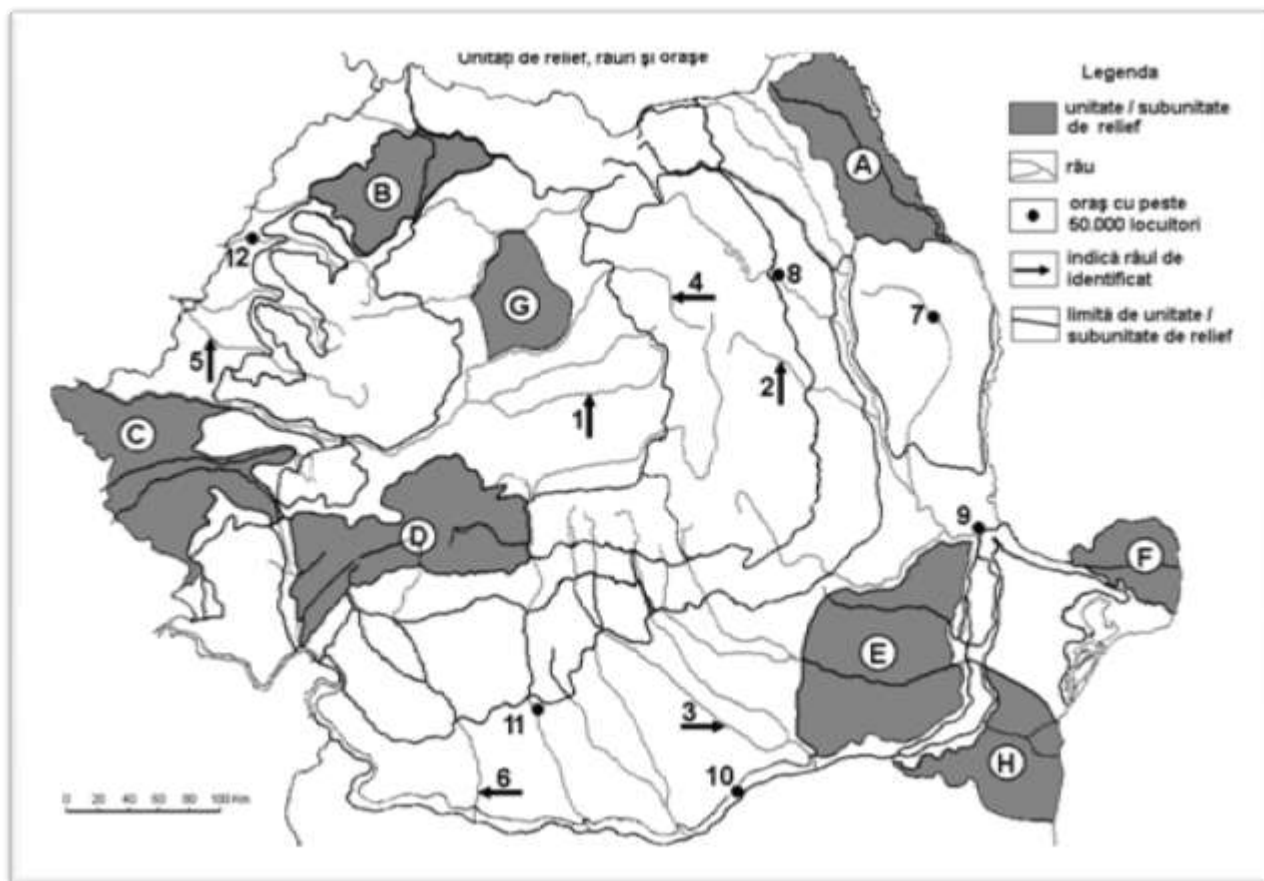 Unități de relief, râuri și orașe
Legenda
unitate / subunitate
de relief
râu
oraș cu peste
50.000 locuitori
indică râul de
identificat
limită de unitate /
subunitate de relief
A
B
12
8
4
G
7
5
2
1
C
9
D
F
E
3
11
H
10
6
0 20 40 60 80 100 Km